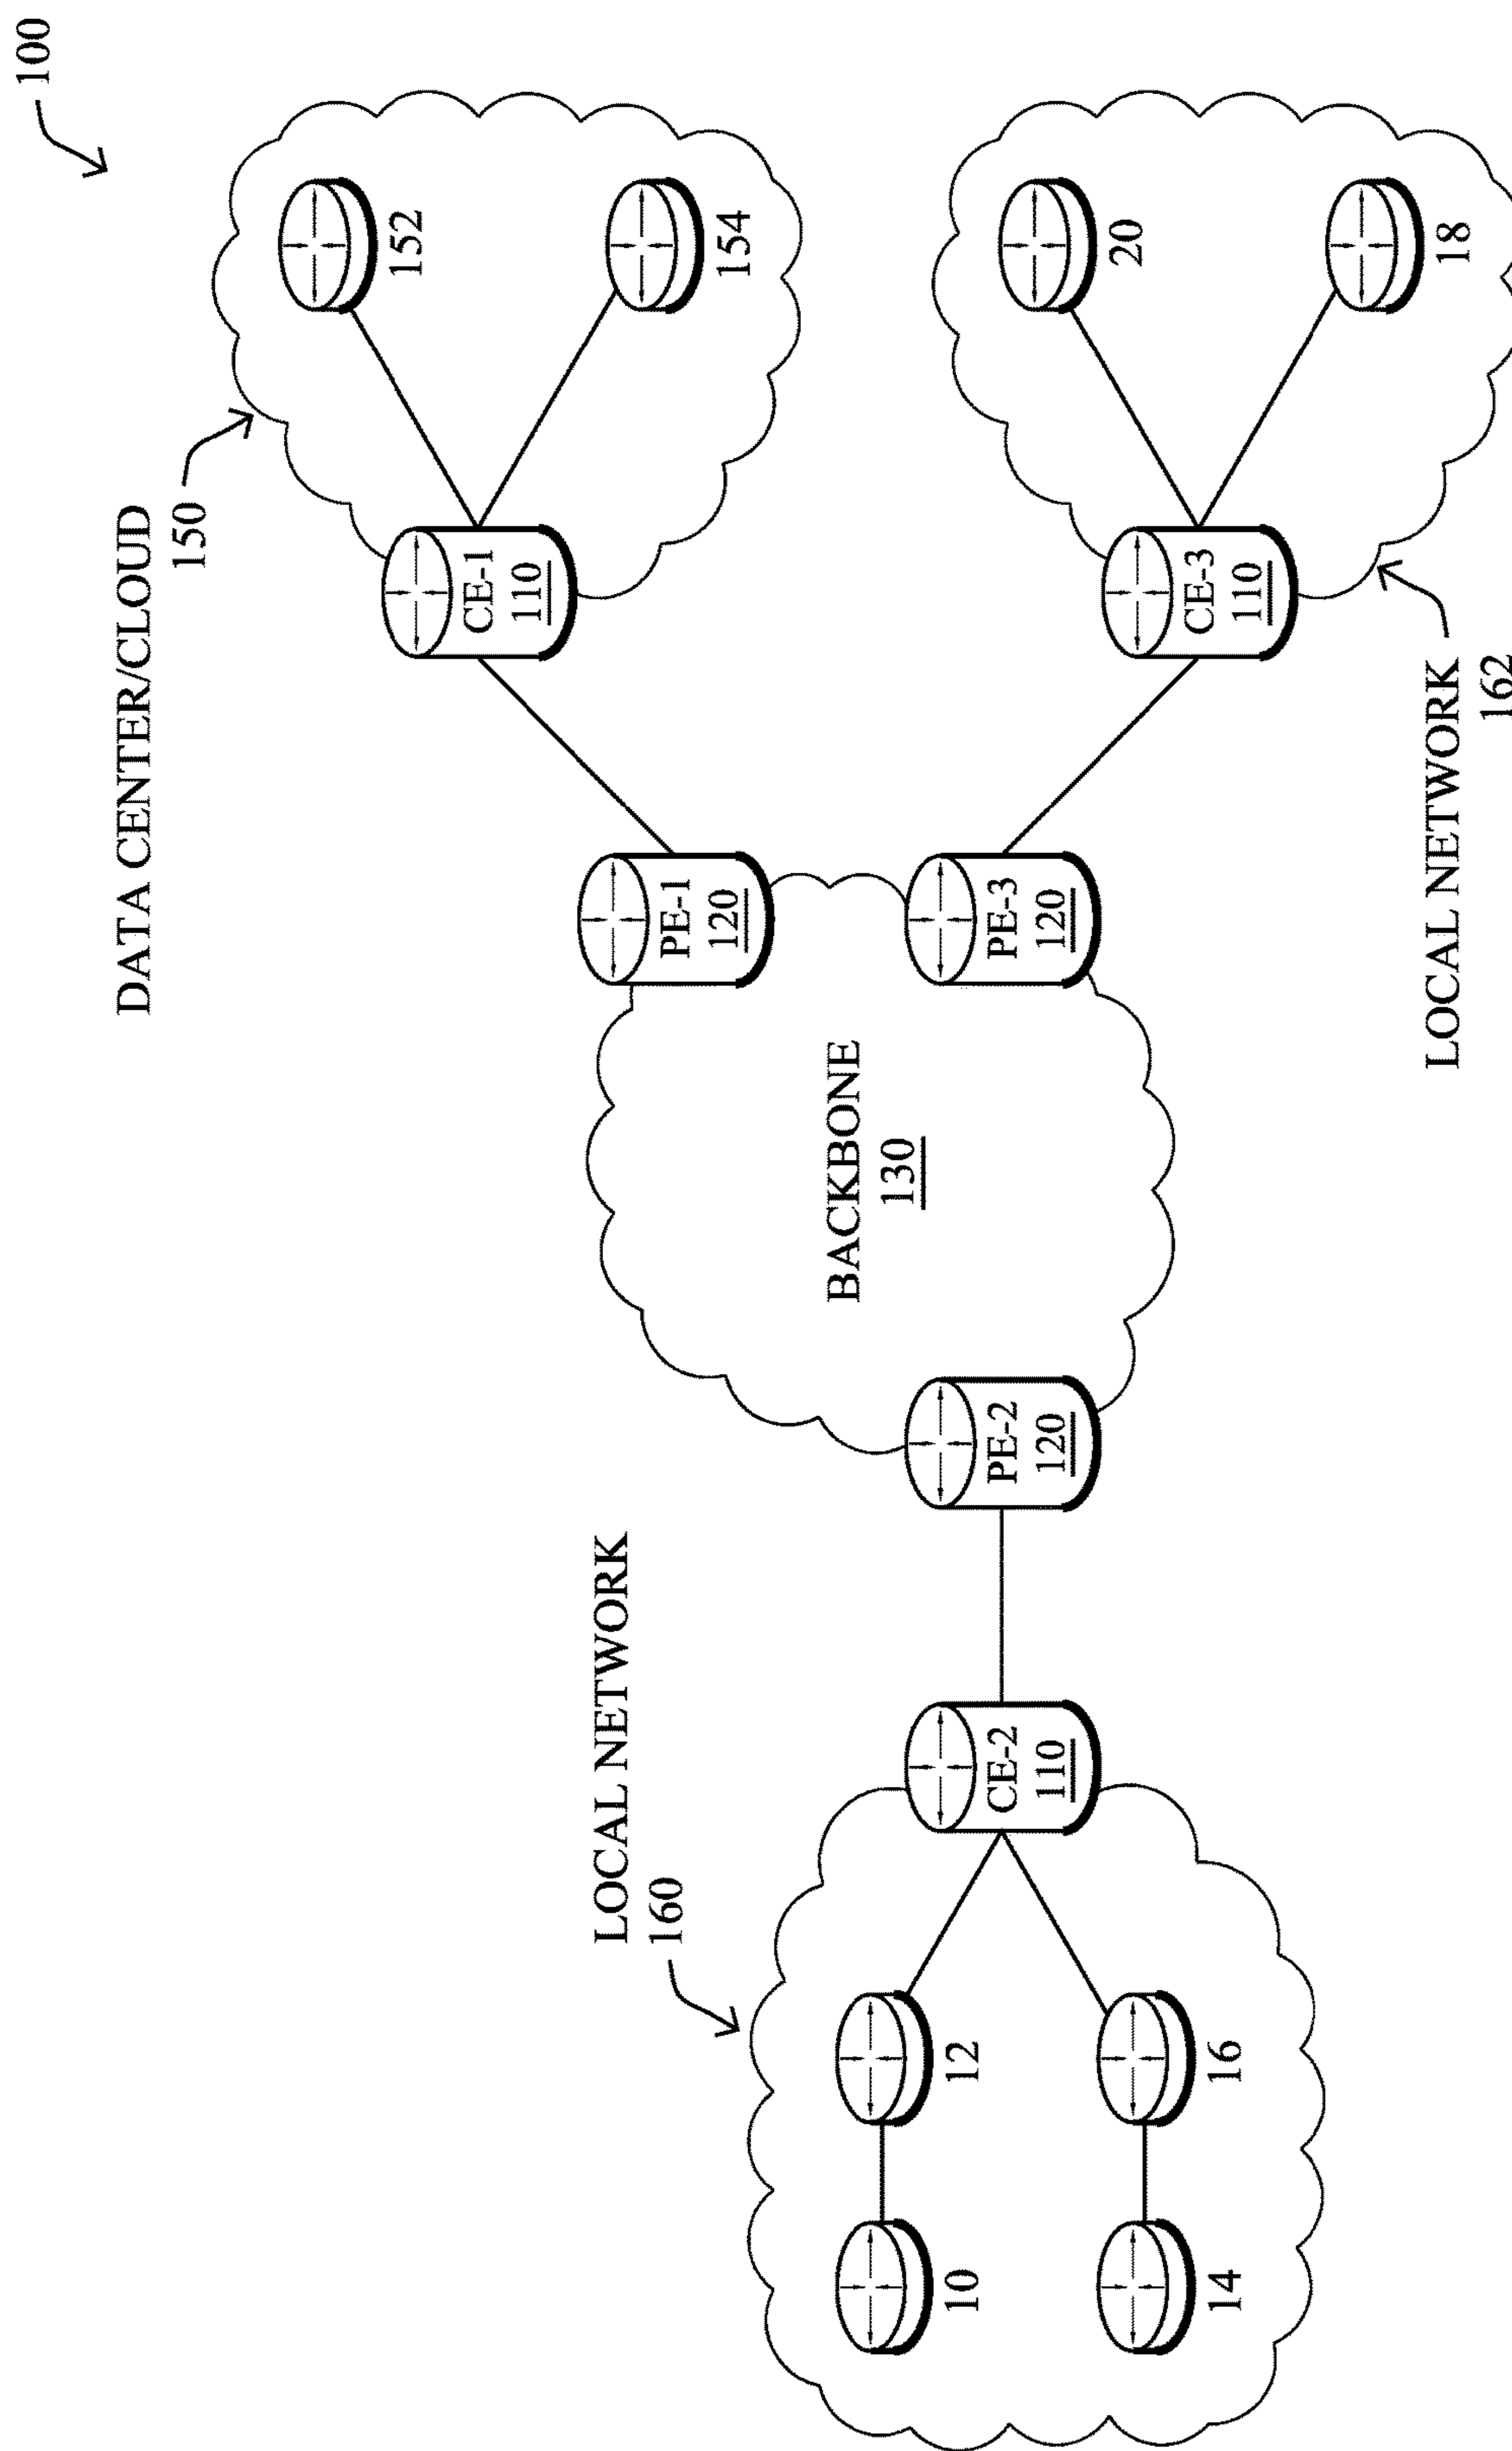 100
DATA CENTER/CLOUD
150
152
154
CE-1
110
PE-1
120
LOCAL NETWORK
160
BACKBONE
130
10
12
CE-2
110
PE-2
120
PE-3
120
CE-3
110
20
14
16
18
LOCAL NETWORK
162